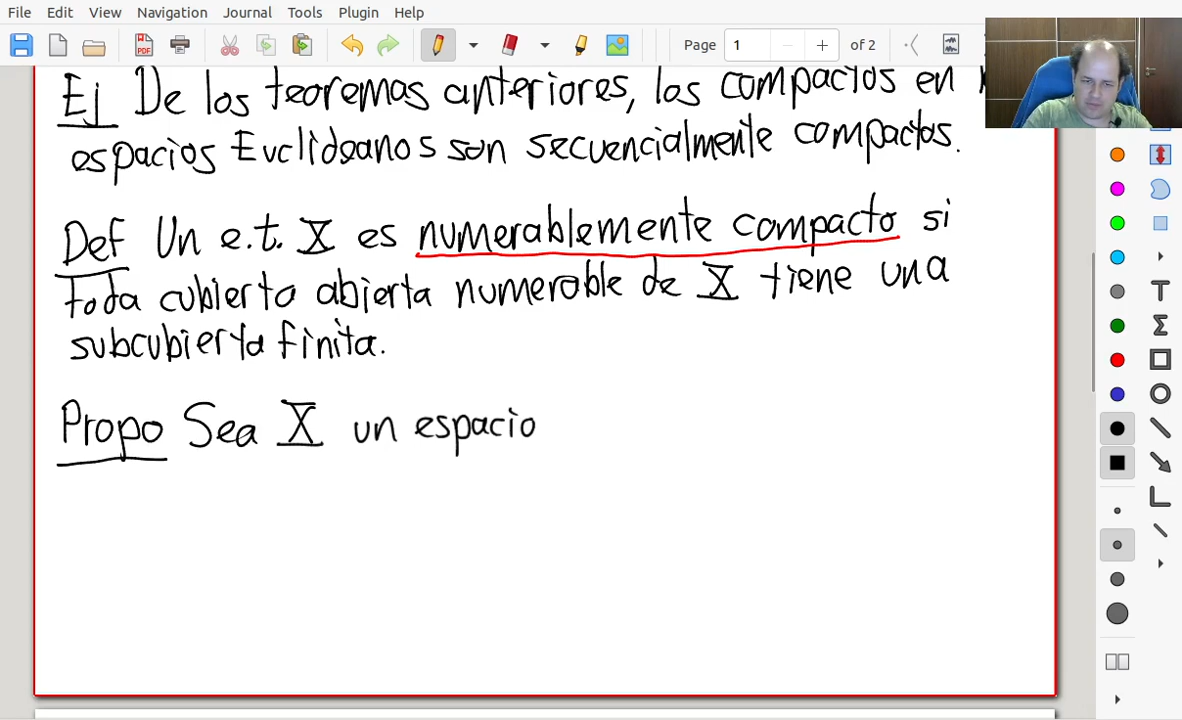 File Edit View Navigation Journal Tools Plugin Help
Page 1 of 2
Ej De los teoremas anteriores, los compactos en
espacios Euclideanos son secuencialmente compactos.
Def Un e.t. X es numerablemente compacto si
toda cubierta abierta numerable de X tiene una
subcubierta finita.
Propo Sea X un espacio